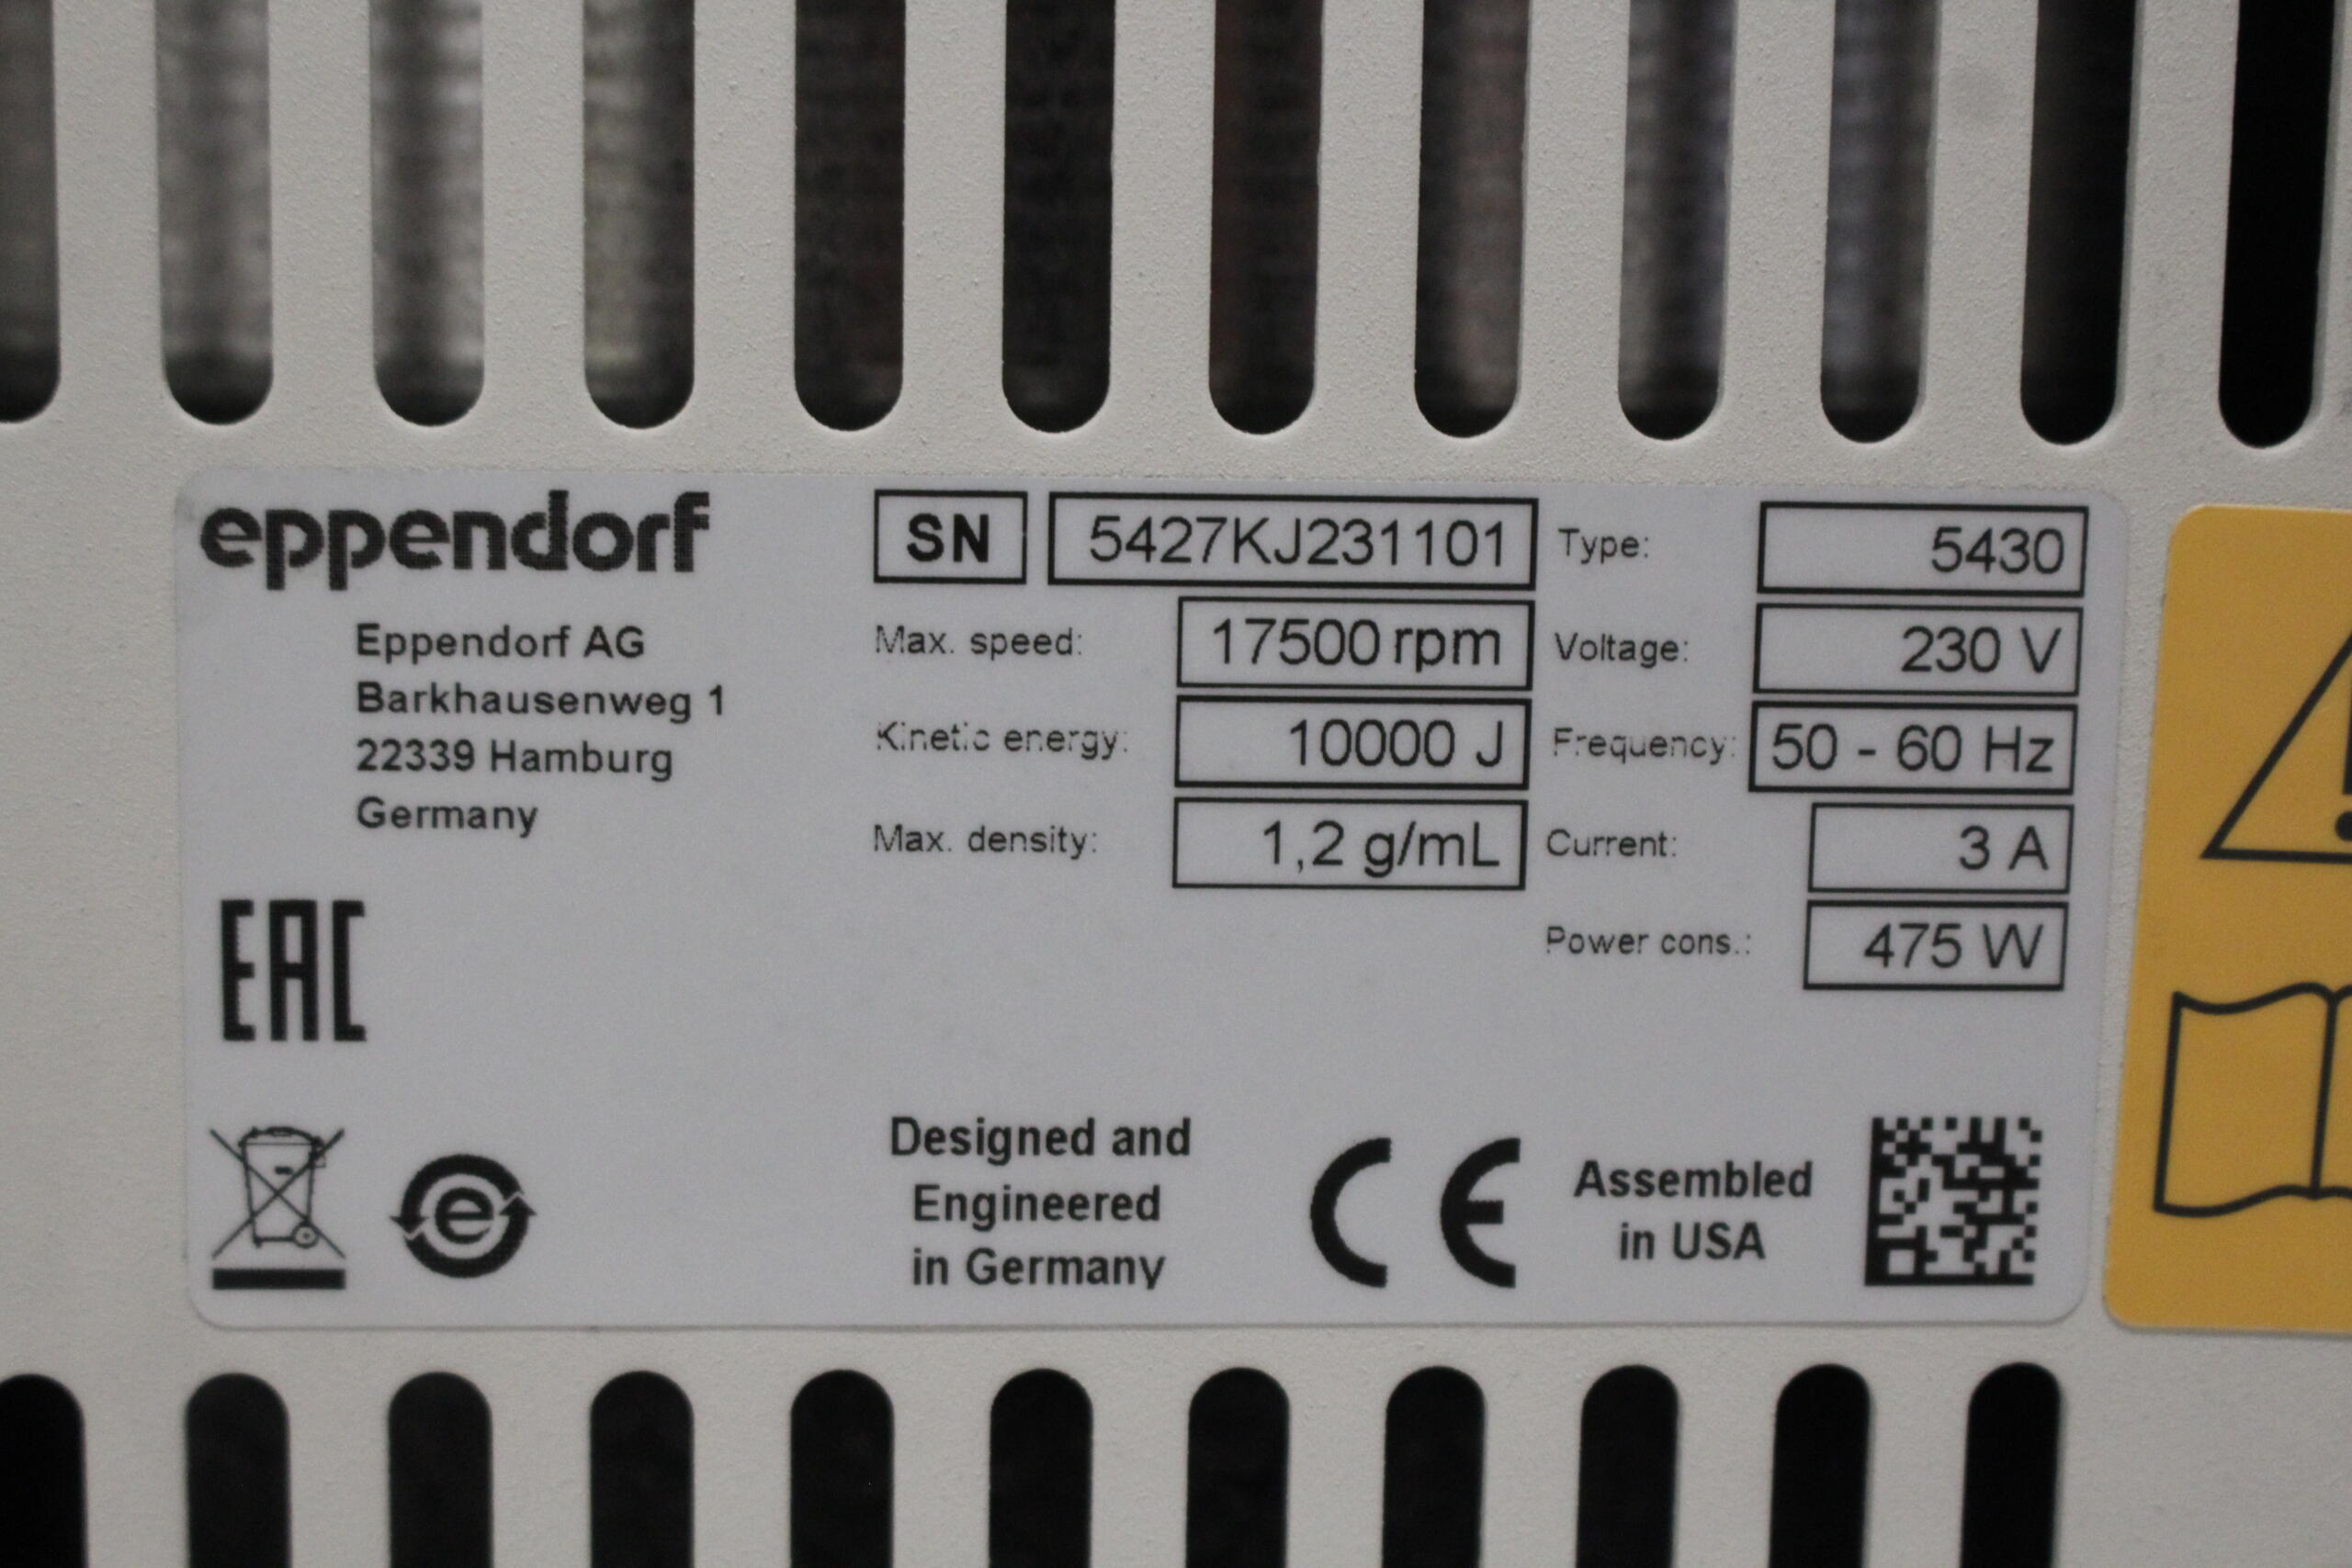 eppendorf
Eppendorf AG
Barkhausenweg 1
22339 Hamburg
Germany
SN 5427KJ231101
Max. speed: 17500 rpm
Kinetic energy: 10000 J
Max. density: 1,2 g/mL
Type: 5430
Voltage: 230 V
Frequency: 50 - 60 Hz
Current: 3 A
Power cons.: 475 W
EAC
e
Designed and
Engineered
in Germany
CE
Assembled
in USA